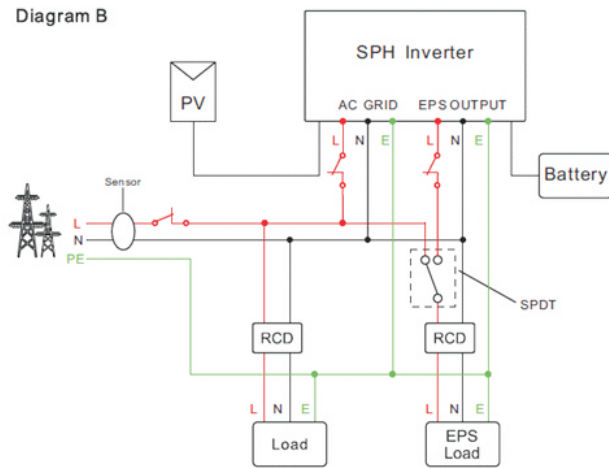 Diagram B
SPH Inverter
PV
AC GRID EPS OUTPUT
L N E L N E
Battery
Sensor
L
N
PE
SPDT
RCD RCD
L N E L N E
Load
EPS
Load